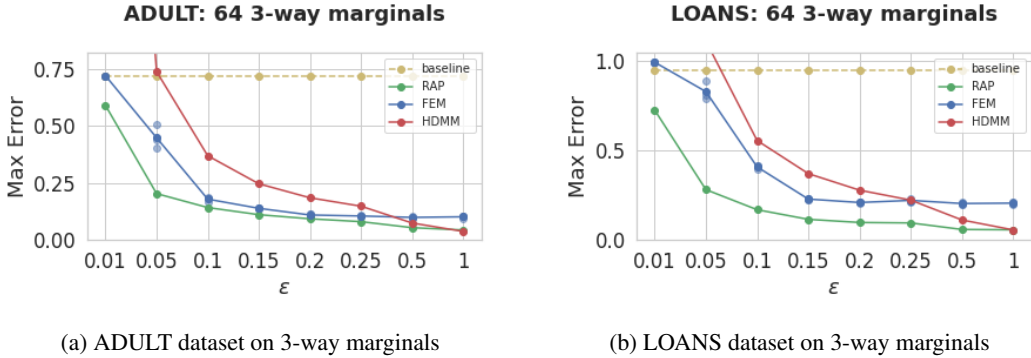 ADULT: 64 3-way marginals
Max Error
0.75
0.50
0.25
0.00
baseline
RAP
FEM
HDMM
0.01 0.05 0.1 0.15 0.2 0.25 0.5 1
ε
(a) ADULT dataset on 3-way marginals
LOANS: 64 3-way marginals
Max Error
1.0
0.5
0.0
baseline
RAP
FEM
HDMM
0.01 0.05 0.1 0.15 0.2 0.25 0.5 1
ε
(b) LOANS dataset on 3-way marginals